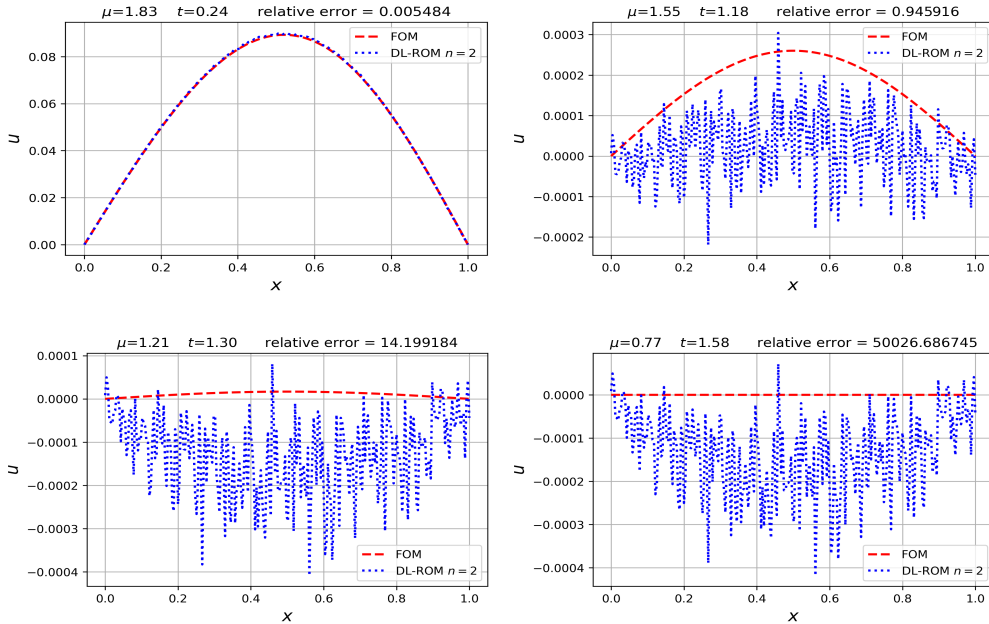 μ=1.83 t=0.24 relative error = 0.005484
0.08
0.06
0.04
0.02
0.00
u
0.0 0.2 0.4 0.6 0.8 1.0
x
FOM
DL-ROM n = 2
μ=1.55 t=1.18 relative error = 0.945916
0.0003
0.0002
0.0001
0.0000
−0.0001
−0.0002
u
0.0 0.2 0.4 0.6 0.8 1.0
x
FOM
DL-ROM n = 2
μ=1.21 t=1.30 relative error = 14.199184
0.0001
0.0000
−0.0001
−0.0002
−0.0003
−0.0004
u
0.0 0.2 0.4 0.6 0.8 1.0
x
FOM
DL-ROM n = 2
μ=0.77 t=1.58 relative error = 50026.686745
0.0000
−0.0001
−0.0002
−0.0003
−0.0004
u
0.0 0.2 0.4 0.6 0.8 1.0
x
FOM
DL-ROM n = 2